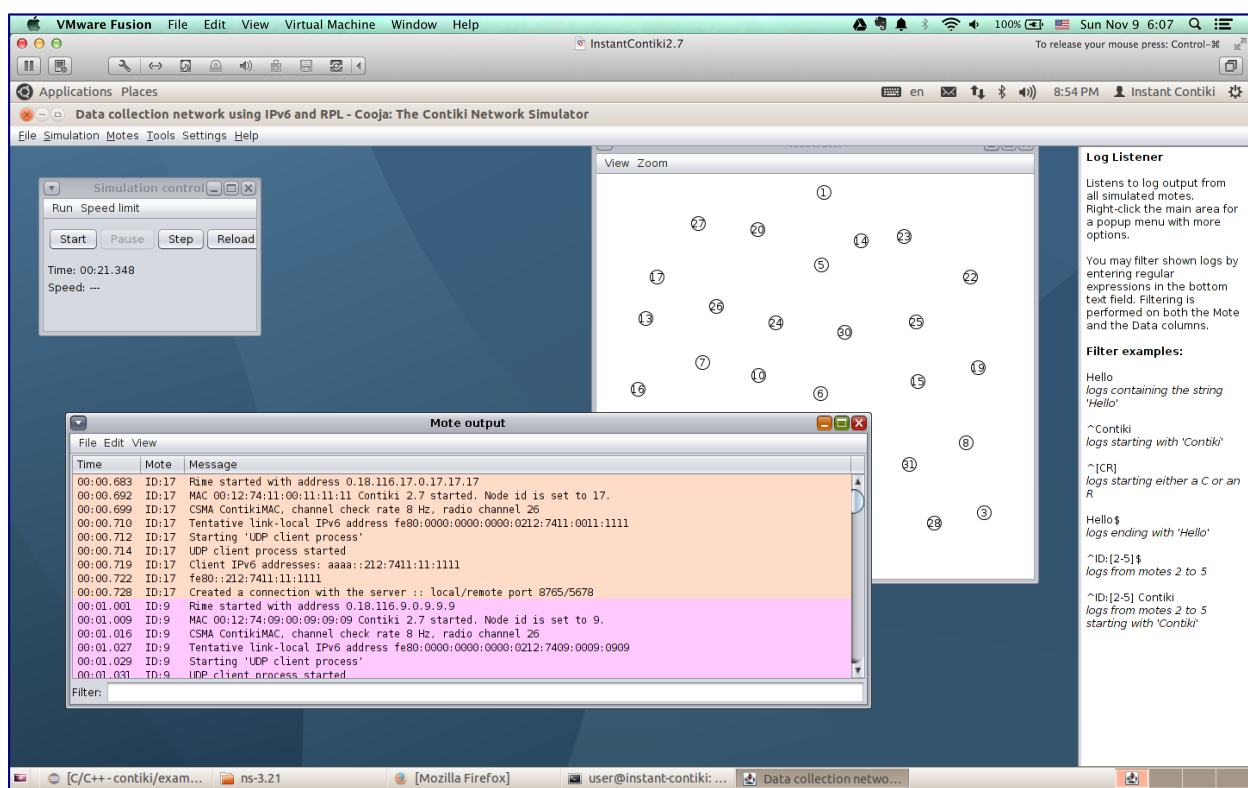 VMware Fusion File Edit View Virtual Machine Window Help 100% Sun Nov 9 6:07
InstantContiki2.7 To release your mouse press: Control-⌘
Applications Places en 8:54 PM Instant Contiki
Data collection network using IPv6 and RPL - Cooja: The Contiki Network Simulator
File Simulation Motes Tools Settings Help
Simulation control
Run Speed limit
Start Pause Step Reload
Time: 00:21.348
Speed: ---
View Zoom
1
27
20
14
23
5
17
22
26
13
24
30
25
7
10
19
15
16
6
8
31
3
28
Mote output
File Edit View
Time Mote Message
00:00.683 ID:17 Rime started with address 0.18.116.17.0.17.17.17
00:00.692 ID:17 MAC 00:12:74:11:00:11:11:11 Contiki 2.7 started. Node id is set to 17.
00:00.699 ID:17 CSMA ContikiMAC, channel check rate 8 Hz, radio channel 26
00:00.710 ID:17 Tentative link-local IPv6 address fe80:0000:0000:0000:0212:7411:0011:1111
00:00.712 ID:17 Starting 'UDP client process'
00:00.714 ID:17 UDP client process started
00:00.719 ID:17 Client IPv6 addresses: aaaa::212:7411:11:1111
00:00.722 ID:17 fe80::212:7411:11:1111
00:00.728 ID:17 Created a connection with the server :: local/remote port 8765/5678
00:01.001 ID:9 Rime started with address 0.18.116.9.0.9.9.9
00:01.009 ID:9 MAC 00:12:74:09:00:09:09:09 Contiki 2.7 started. Node id is set to 9.
00:01.016 ID:9 CSMA ContikiMAC, channel check rate 8 Hz, radio channel 26
00:01.027 ID:9 Tentative link-local IPv6 address fe80:0000:0000:0000:0212:7409:0009:0909
00:01.029 ID:9 Starting 'UDP client process'
00:01.031 ID:9 UDP client process started
Filter:
Log Listener
Listens to log output from
all simulated motes.
Right-click the main area for
a popup menu with more
options.
You may filter shown logs by
entering regular
expressions in the bottom
text field. Filtering is
performed on both the Mote
and the Data columns.
Filter examples:
Hello
logs containing the string
'Hello'
^Contiki
logs starting with 'Contiki'
^[CR]
logs starting either a C or an
R
Hello$
logs ending with 'Hello'
^ID:[2-5]$
logs from motes 2 to 5
^ID:[2-5] Contiki
logs from motes 2 to 5
starting with 'Contiki'
[C/C++ - contiki/exam... ns-3.21 [Mozilla Firefox] user@instant-contiki: ... Data collection netwo...